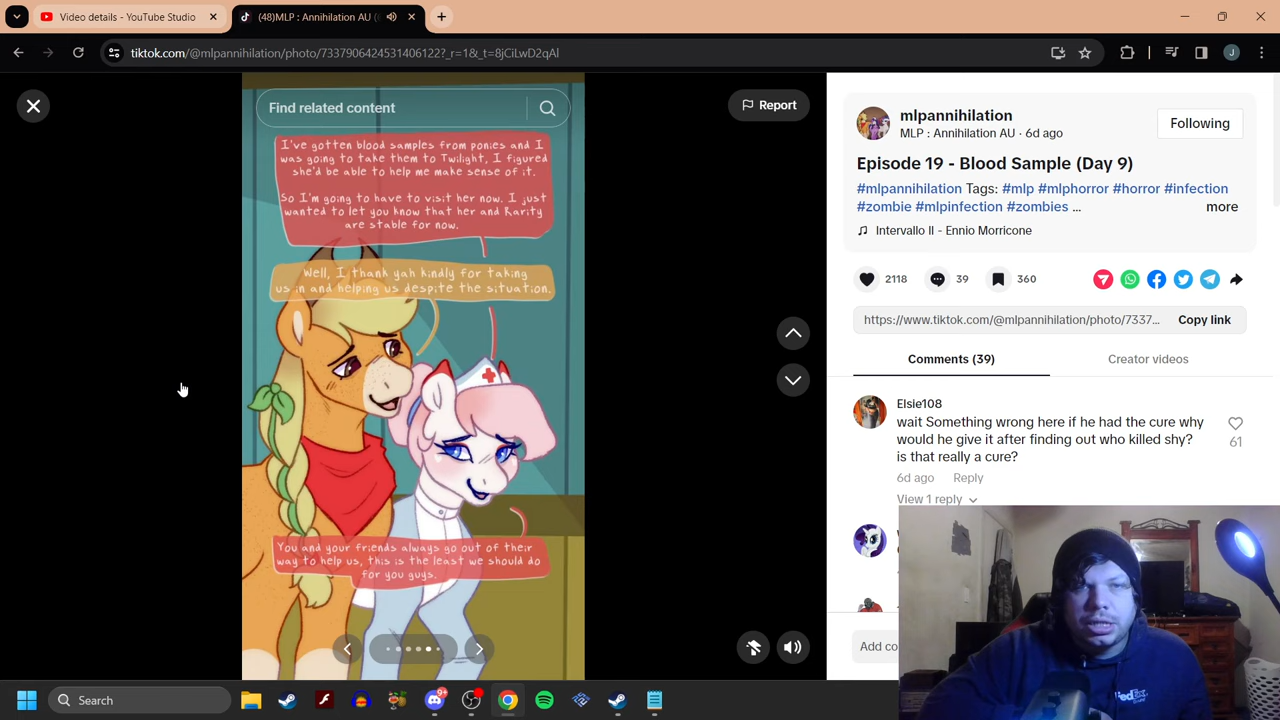 Video details - YouTube Studio
(48)MLP : Annihilation AU (
tiktok.com/@mlpannihilation/photo/7337906424531406122?_r=1&_t=8jCiLwD2qAl
J
Find related content
Report
I've gotten blood samples from ponies and I
was going to take them to Twilight, I figured
she'd be able to help me make sense of it.
So I'm going to have to visit her now. I just
wanted to let you know that her and Rarity
are stable for now.
Well, I thank yah kindly for taking
us in and helping us despite the situation.
You and your friends always go out of their
way to help us, this is the least we should do
for you guys.
mlpannihilation
MLP : Annihilation AU · 6d ago
Following
Episode 19 - Blood Sample (Day 9)
#mlpannihilation Tags: #mlp #mlphorror #horror #infection
#zombie #mlpinfection #zombies ...
more
Intervallo II - Ennio Morricone
2118
39
360
https://www.tiktok.com/@mlpannihilation/photo/7337...
Copy link
Comments (39)
Creator videos
Elsie108
wait Something wrong here if he had the cure why
would he give it after finding out who killed shy?
is that really a cure?
61
6d ago
Reply
View 1 reply
Add co
FedEx
Search
9+